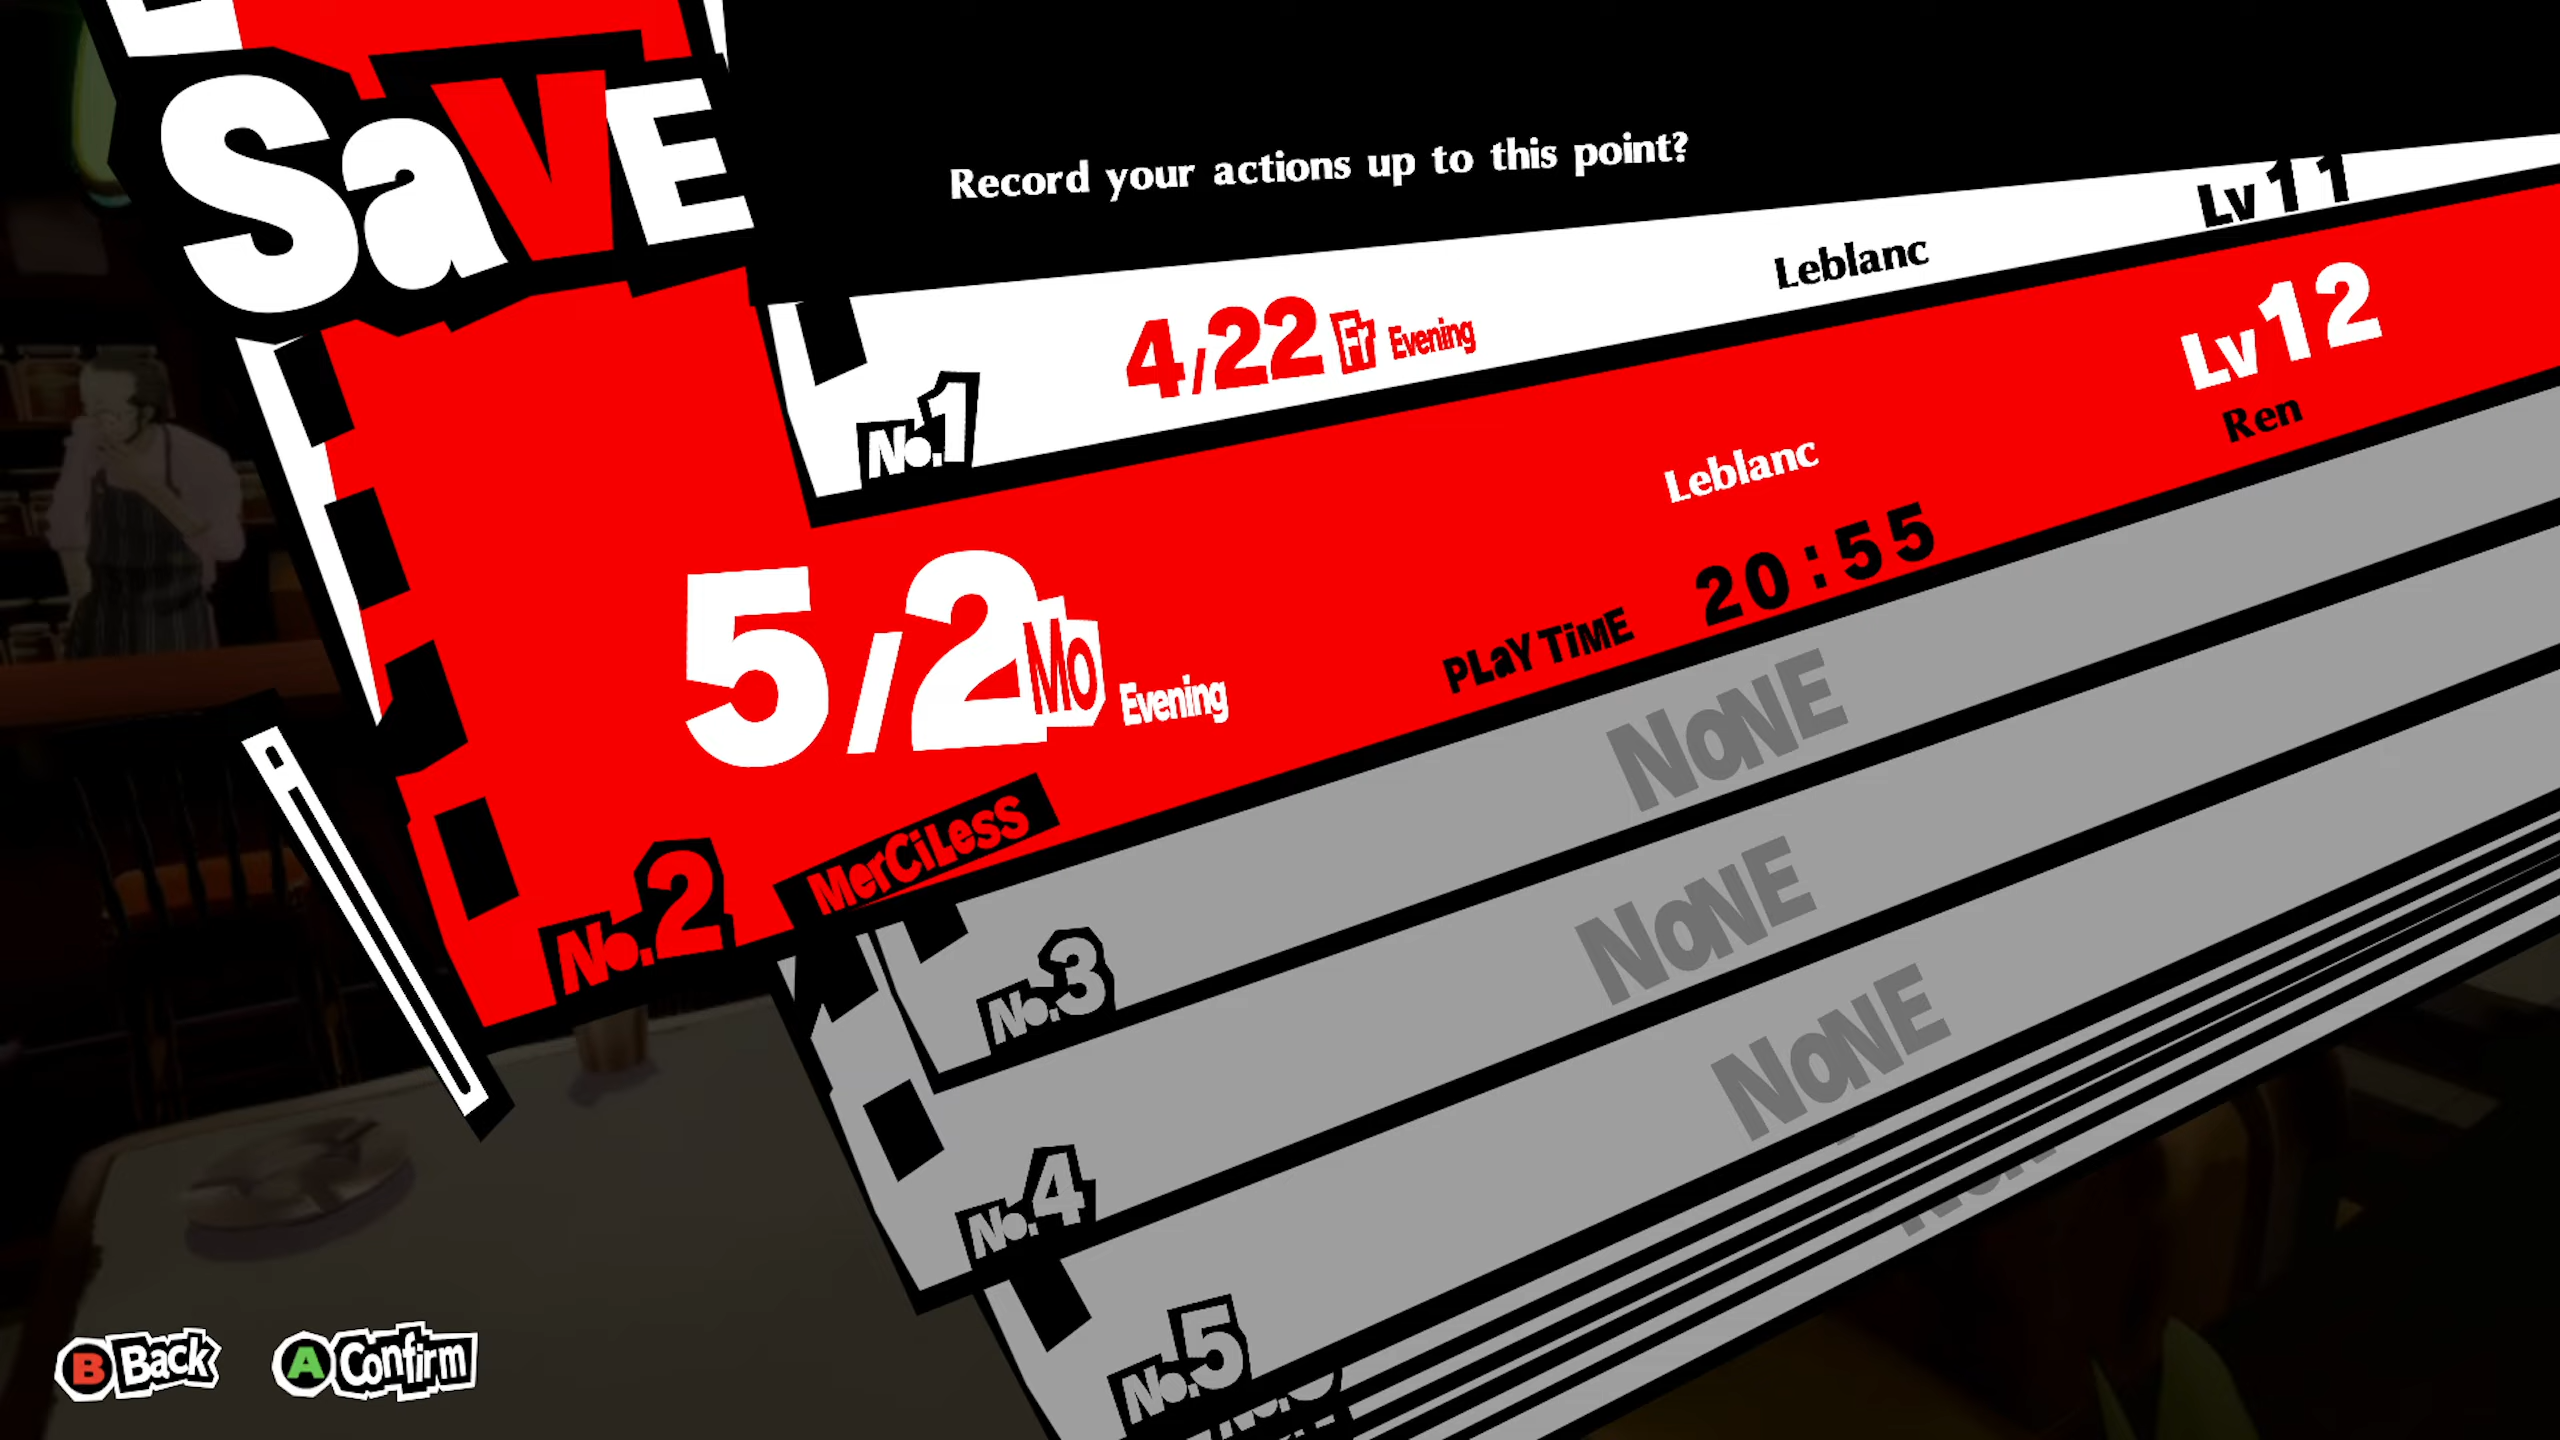 SaVE
Record your actions up to this point?
No.1 4/22 Fr Evening Leblanc Lv11
No.2 5/2 Mo Evening Leblanc Lv12
Ren
PLaY TiME 20:55
MerCiLess
No.3 NoNE
No.4 NoNE
No.5 NoNE
B Back A Confirm